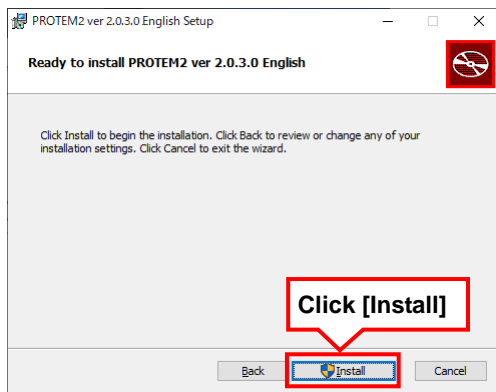 PROTEM2 ver 2.0.3.0 English Setup
Ready to install PROTEM2 ver 2.0.3.0 English
Click Install to begin the installation. Click Back to review or change any of your
installation settings. Click Cancel to exit the wizard.
Click [Install]
Back Install Cancel